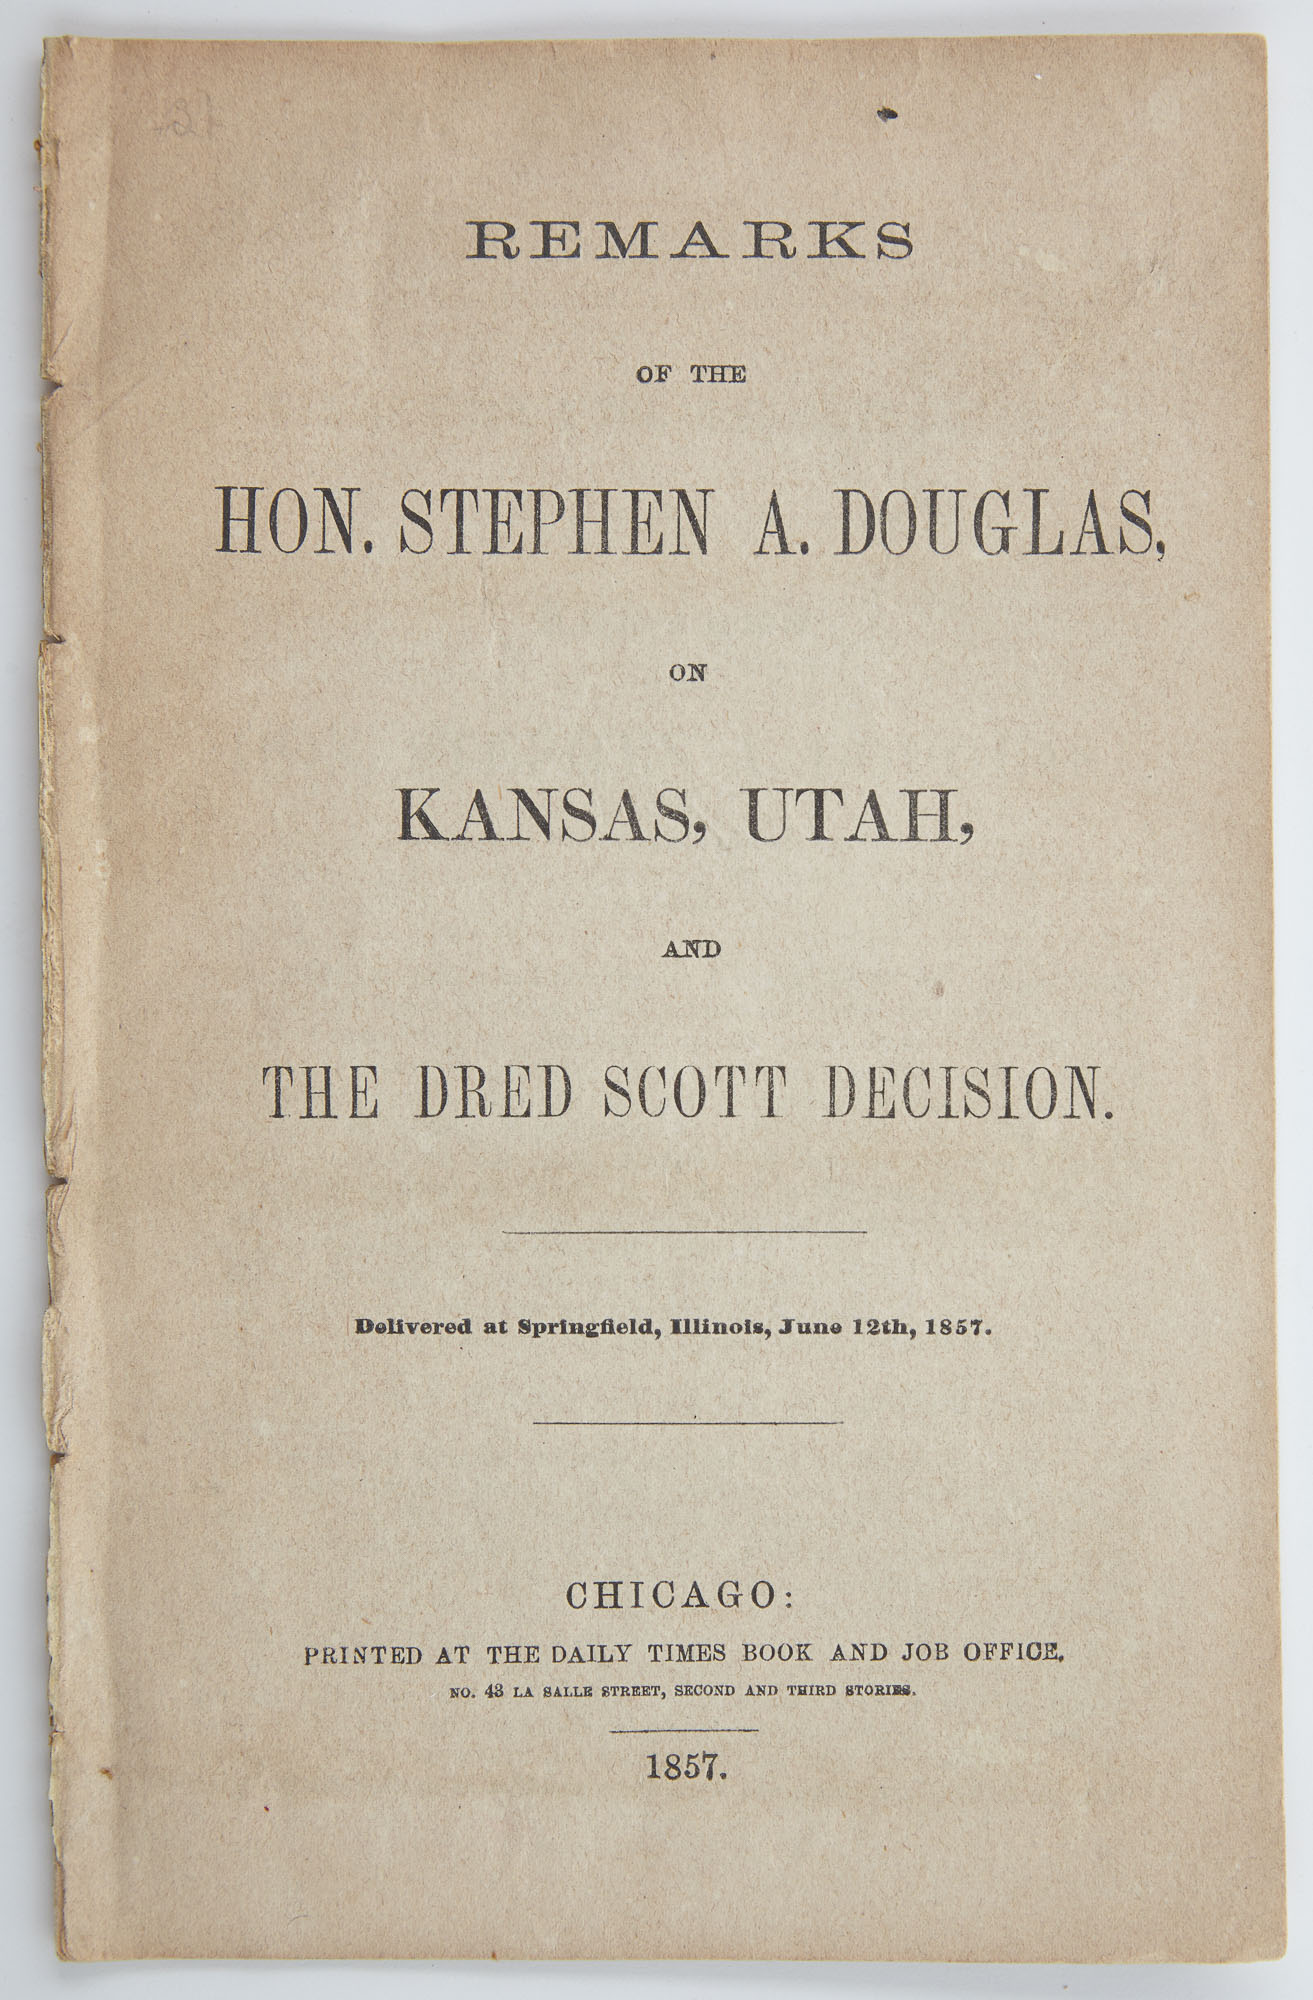 REMARKS
OF THE
HON. STEPHEN A. DOUGLAS,
ON
KANSAS, UTAH,
AND
THE DRED SCOTT DECISION.
Delivered at Springfield, Illinois, June 12th, 1857.
CHICAGO:
PRINTED AT THE DAILY TIMES BOOK AND JOB OFFICE,
NO. 43 LA SALLE STREET, SECOND AND THIRD STORIES.
1857.